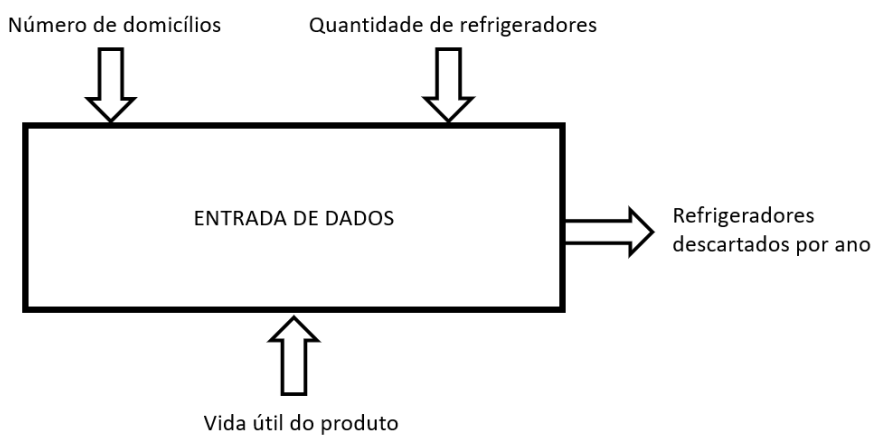 Número de domicílios
Quantidade de refrigeradores
ENTRADA DE DADOS
Refrigeradores
descartados por ano
Vida útil do produto